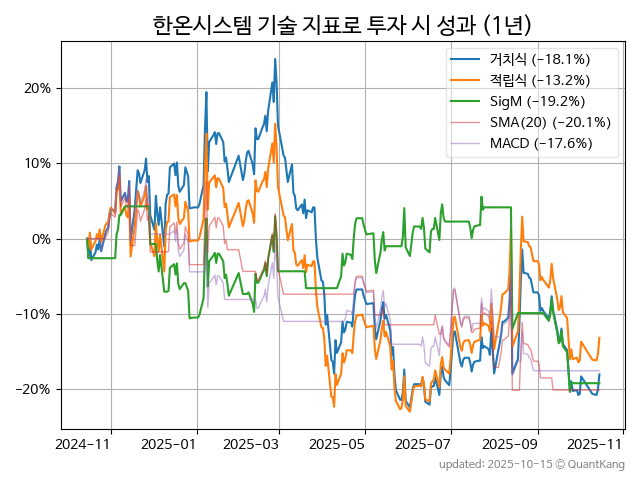 한온시스템 기술 지표로 투자 시 성과 (1년)
거치식 (−18.1%)
적립식 (−13.2%)
SigM (−19.2%)
SMA(20) (−20.1%)
MACD (−17.6%)
20%
10%
0%
−10%
−20%
2024-11 2025-01 2025-03 2025-05 2025-07 2025-09 2025-11
updated: 2025-10-15 © QuantKang